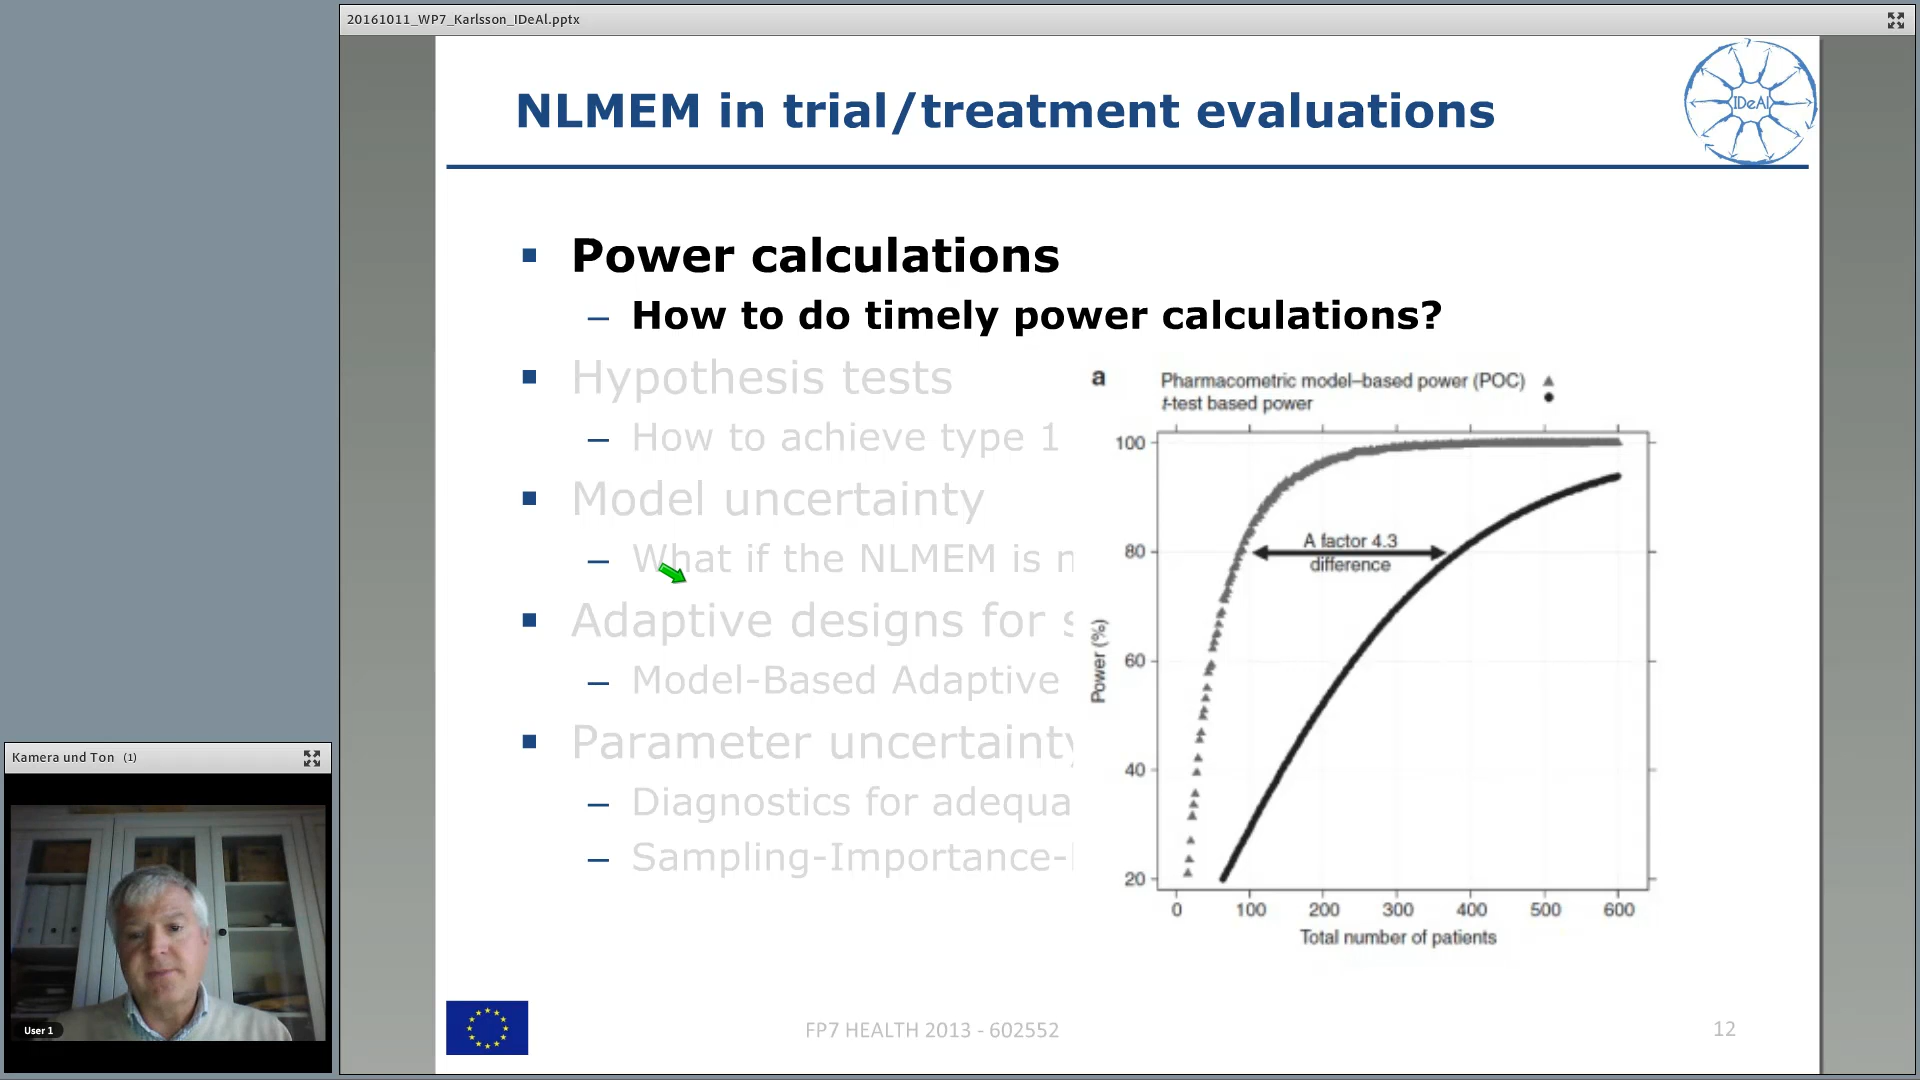 20161011_WP7_Karlsson_IDeAl.pptx
NLMEM in trial/treatment evaluations
IDeAl
Power calculations
– How to do timely power calculations?
Hypothesis tests
– How to achieve type 1
Model uncertainty
– What if the NLMEM is n
Adaptive designs for s
– Model-Based Adaptive
Parameter uncertainty
– Diagnostics for adequa
– Sampling-Importance-
a
Pharmacometric model–based power (POC)
t-test based power
100
80
60
40
20
A factor 4.3
difference
Power (%)
0 100 200 300 400 500 600
Total number of patients
Kamera und Ton (1)
User 1
FP7 HEALTH 2013 - 602552
12